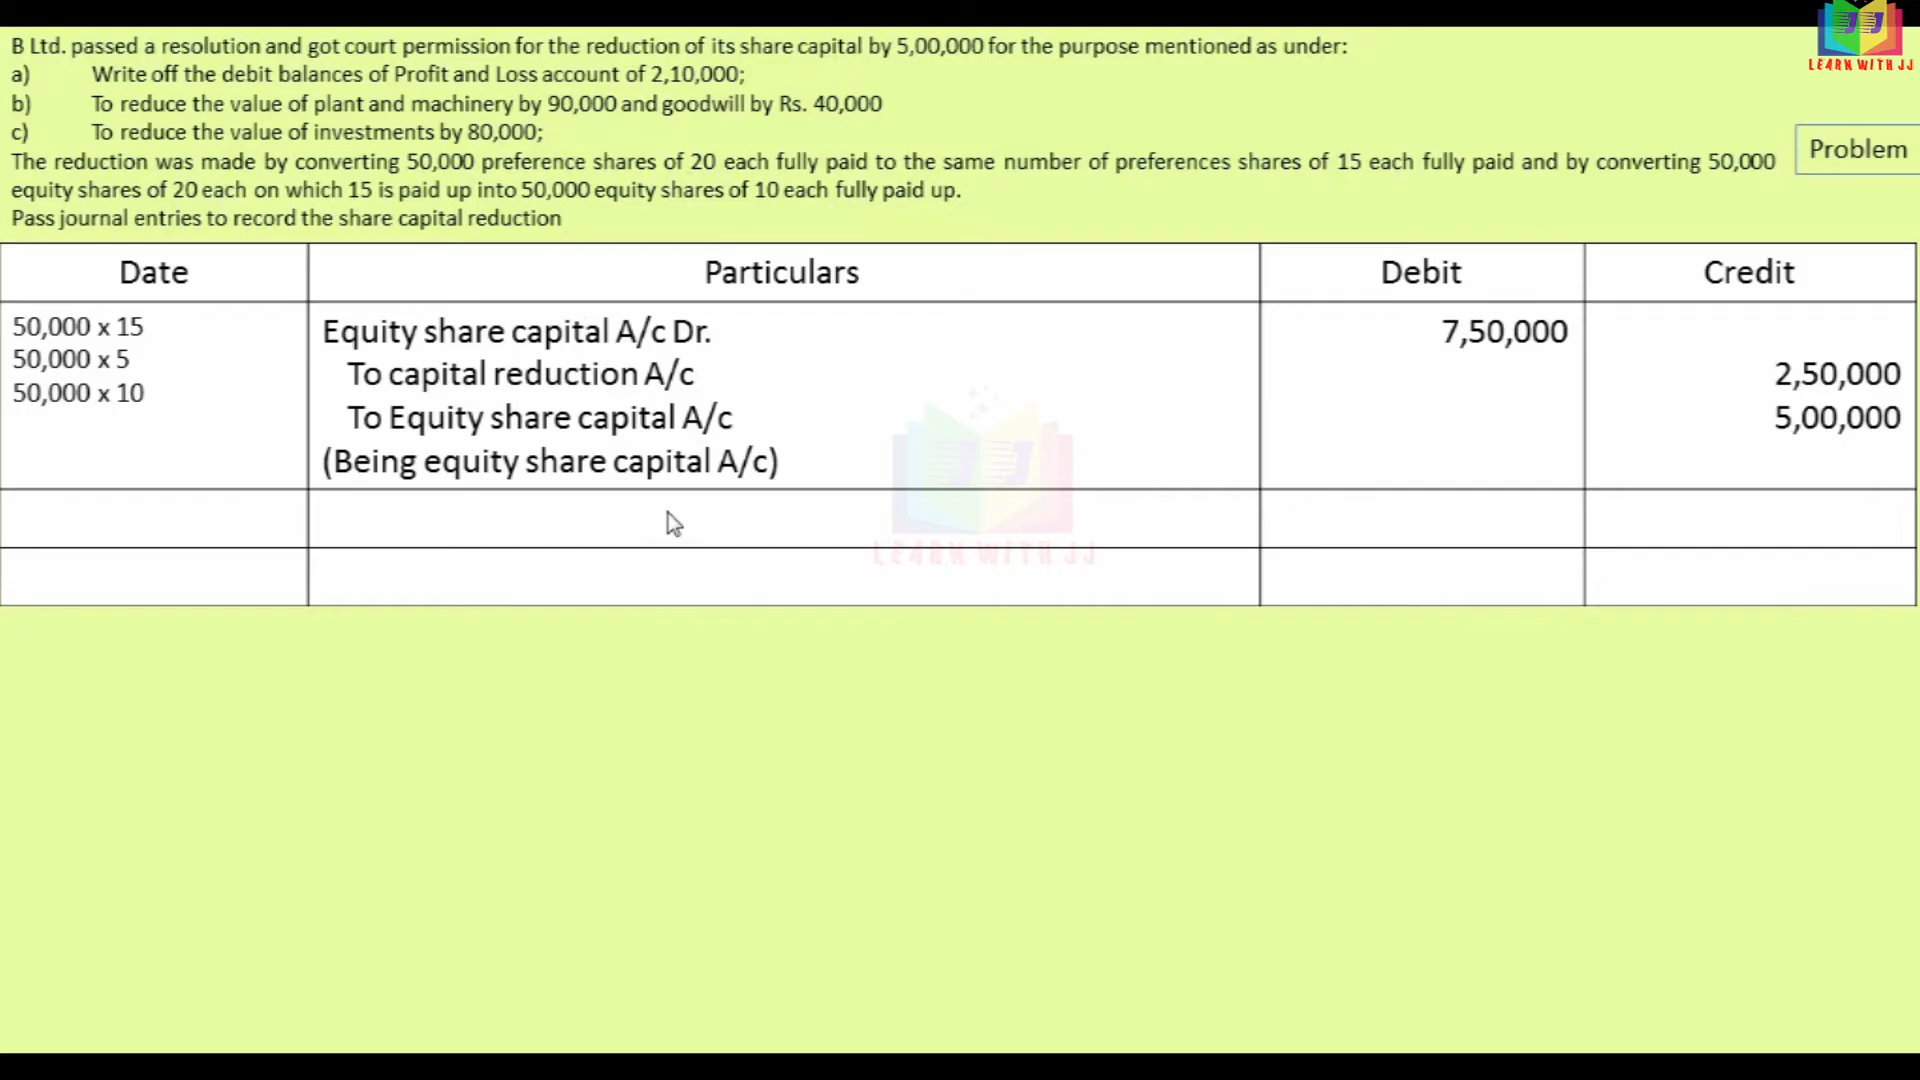 B Ltd. passed a resolution and got court permission for the reduction of its share capital by 5,00,000 for the purpose mentioned as under:
a) Write off the debit balances of Profit and Loss account of 2,10,000;
b) To reduce the value of plant and machinery by 90,000 and goodwill by Rs. 40,000
c) To reduce the value of investments by 80,000;
The reduction was made by converting 50,000 preference shares of 20 each fully paid to the same number of preferences shares of 15 each fully paid and by converting 50,000
equity shares of 20 each on which 15 is paid up into 50,000 equity shares of 10 each fully paid up.
Pass journal entries to record the share capital reduction
LEARN WITH JJ
Problem
Date Particulars Debit Credit
50,000 x 15
50,000 x 5
50,000 x 10
Equity share capital A/c Dr. 7,50,000
To capital reduction A/c 2,50,000
To Equity share capital A/c 5,00,000
(Being equity share capital A/c)
LEARN WITH JJ